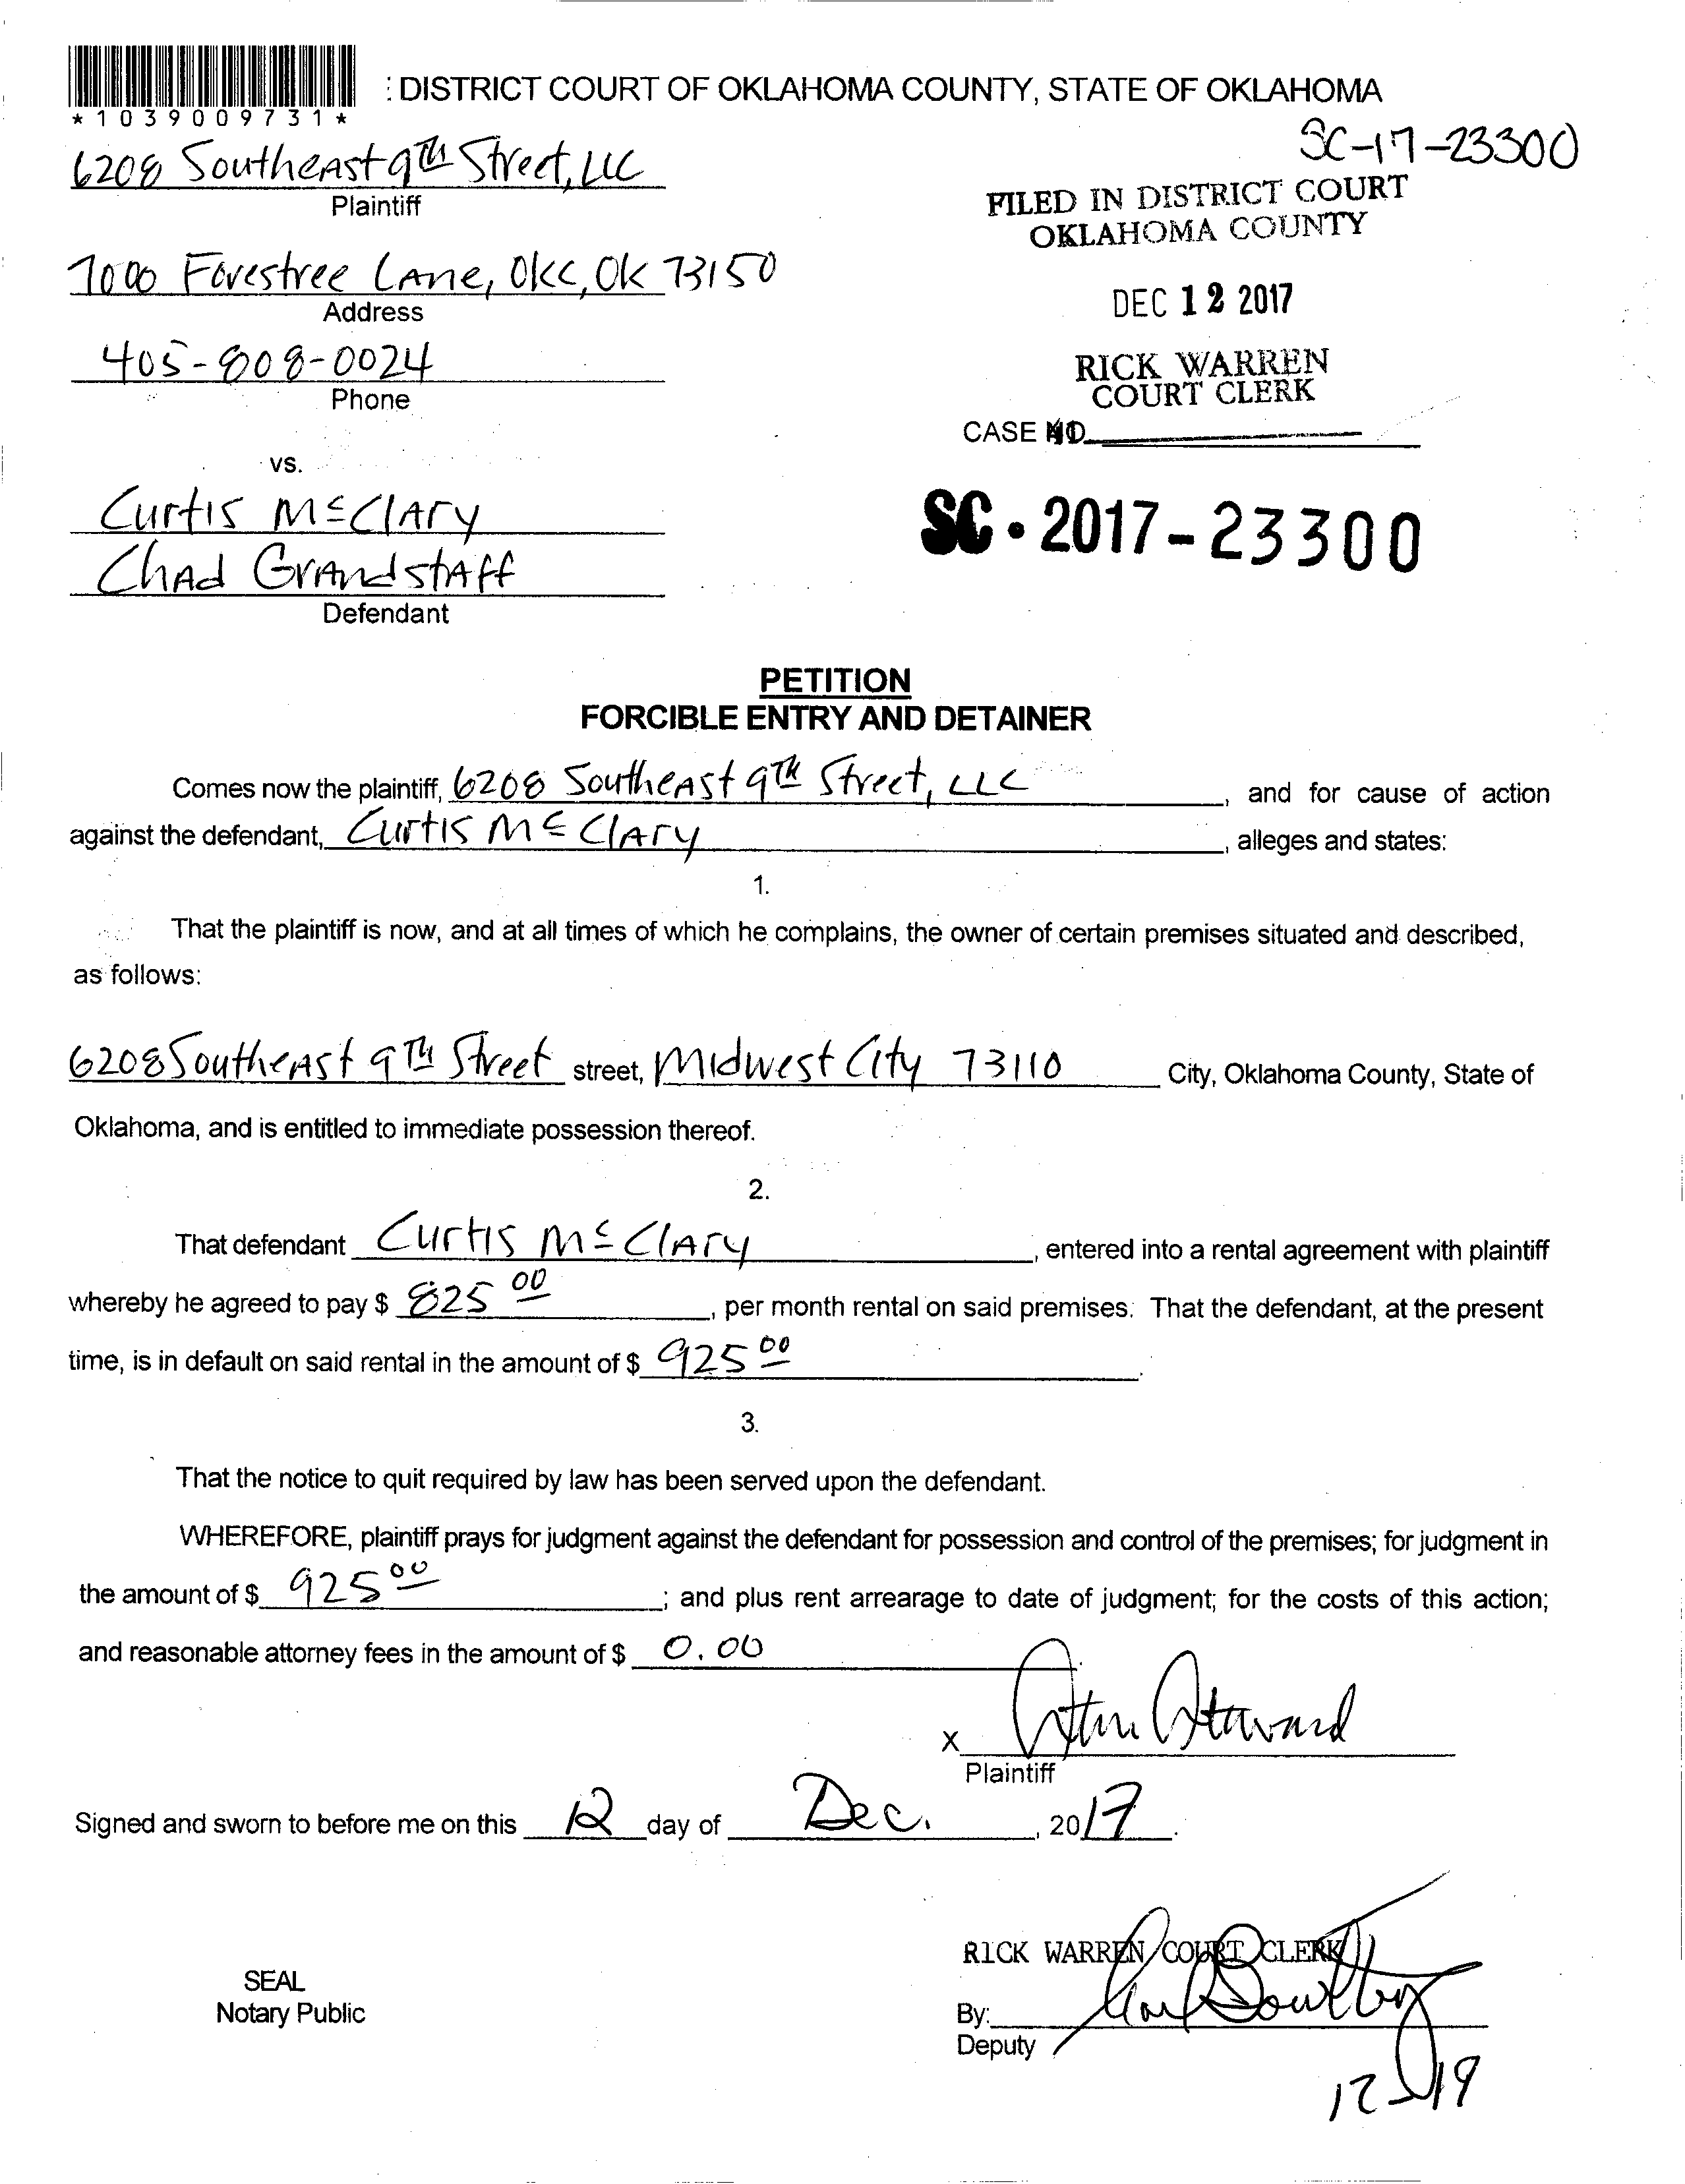 : DISTRICT COURT OF OKLAHOMA COUNTY, STATE OF OKLAHOMA
*1039009731*
SC-17-23300
6208 Southeast 9TH Street, LLC
Plaintiff
FILED IN DISTRICT COURT
OKLAHOMA COUNTY
7000 Forestree Lane, OKC, OK 73150
Address
DEC 12 2017
405-808-0024
Phone
RICK WARREN
COURT CLERK
CASE NO.
vs.
Curtis McClary
SC • 2017-23300
Chad Grandstaff
Defendant
PETITION
FORCIBLE ENTRY AND DETAINER
Comes now the plaintiff, 6208 Southeast 9TH Street, LLC, and for cause of action
against the defendant, Curtis McClary, alleges and states:
1.
That the plaintiff is now, and at all times of which he complains, the owner of certain premises situated and described,
as follows:
6208 Southeast 9TH Street street, Midwest City 73110 City, Oklahoma County, State of
Oklahoma, and is entitled to immediate possession thereof.
2.
That defendant Curtis McClary, entered into a rental agreement with plaintiff
whereby he agreed to pay $ 825 00, per month rental on said premises. That the defendant, at the present
time, is in default on said rental in the amount of $ 925 00.
3.
That the notice to quit required by law has been served upon the defendant.
WHEREFORE, plaintiff prays for judgment against the defendant for possession and control of the premises; for judgment in
the amount of $ 925 00; and plus rent arrearage to date of judgment; for the costs of this action;
and reasonable attorney fees in the amount of $ 0.00
X
Plaintiff
Signed and sworn to before me on this 12 day of Dec., 2017.
RICK WARREN COURT CLERK
SEAL
Notary Public
By:
Deputy
12-19